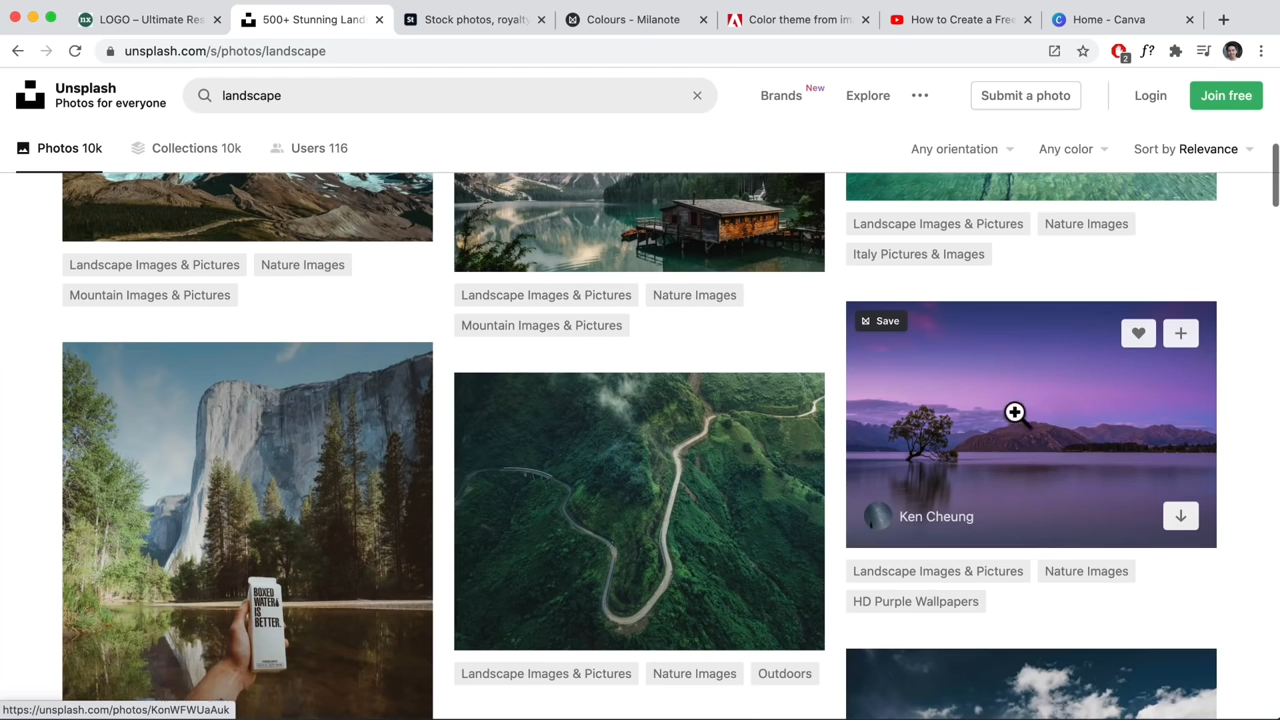 LOGO – Ultimate Res
500+ Stunning Land
St
Stock photos, royalty
Colours - Milanote
Color theme from im
How to Create a Free
C
Home - Canva
unsplash.com/s/photos/landscape
2
f?
Unsplash
Photos for everyone
landscape
Brands
New
Explore
Submit a photo
Login
Join free
Photos 10k
Collections 10k
Users 116
Any orientation
Any color
Sort by Relevance
Landscape Images & Pictures
Nature Images
Mountain Images & Pictures
Landscape Images & Pictures
Nature Images
Mountain Images & Pictures
Landscape Images & Pictures
Nature Images
Italy Pictures & Images
Save
Ken Cheung
BOXED
WATER
IS
BETTER.
Landscape Images & Pictures
Nature Images
Outdoors
Landscape Images & Pictures
Nature Images
HD Purple Wallpapers
https://unsplash.com/photos/KonWFWUaAuk